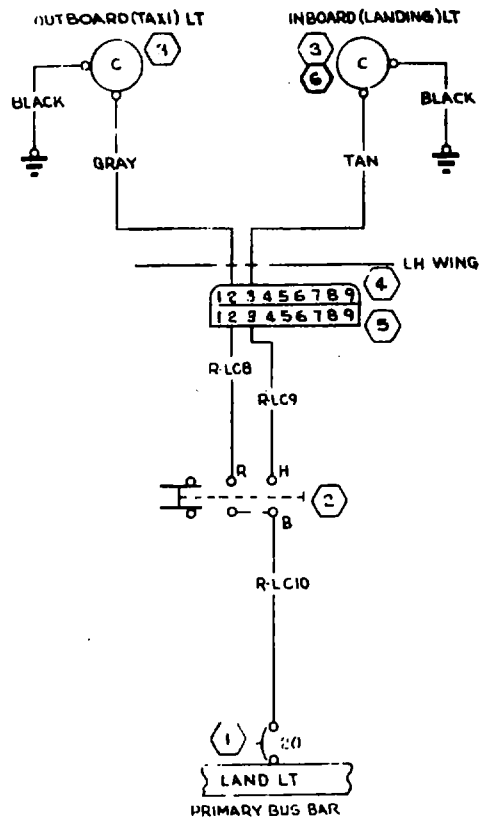 OUTBOARD (TAXI) LT
INBOARD (LANDING) LT
C
3
6
C
BLACK
BLACK
GRAY
TAN
LH WING
4
1 2 3 4 5 6 7 8 9
1 2 3 4 5 6 7 8 9
5
R-LC8
R-LC9
R
H
2
B
R-LC10
1
20
LAND LT
PRIMARY BUS BAR